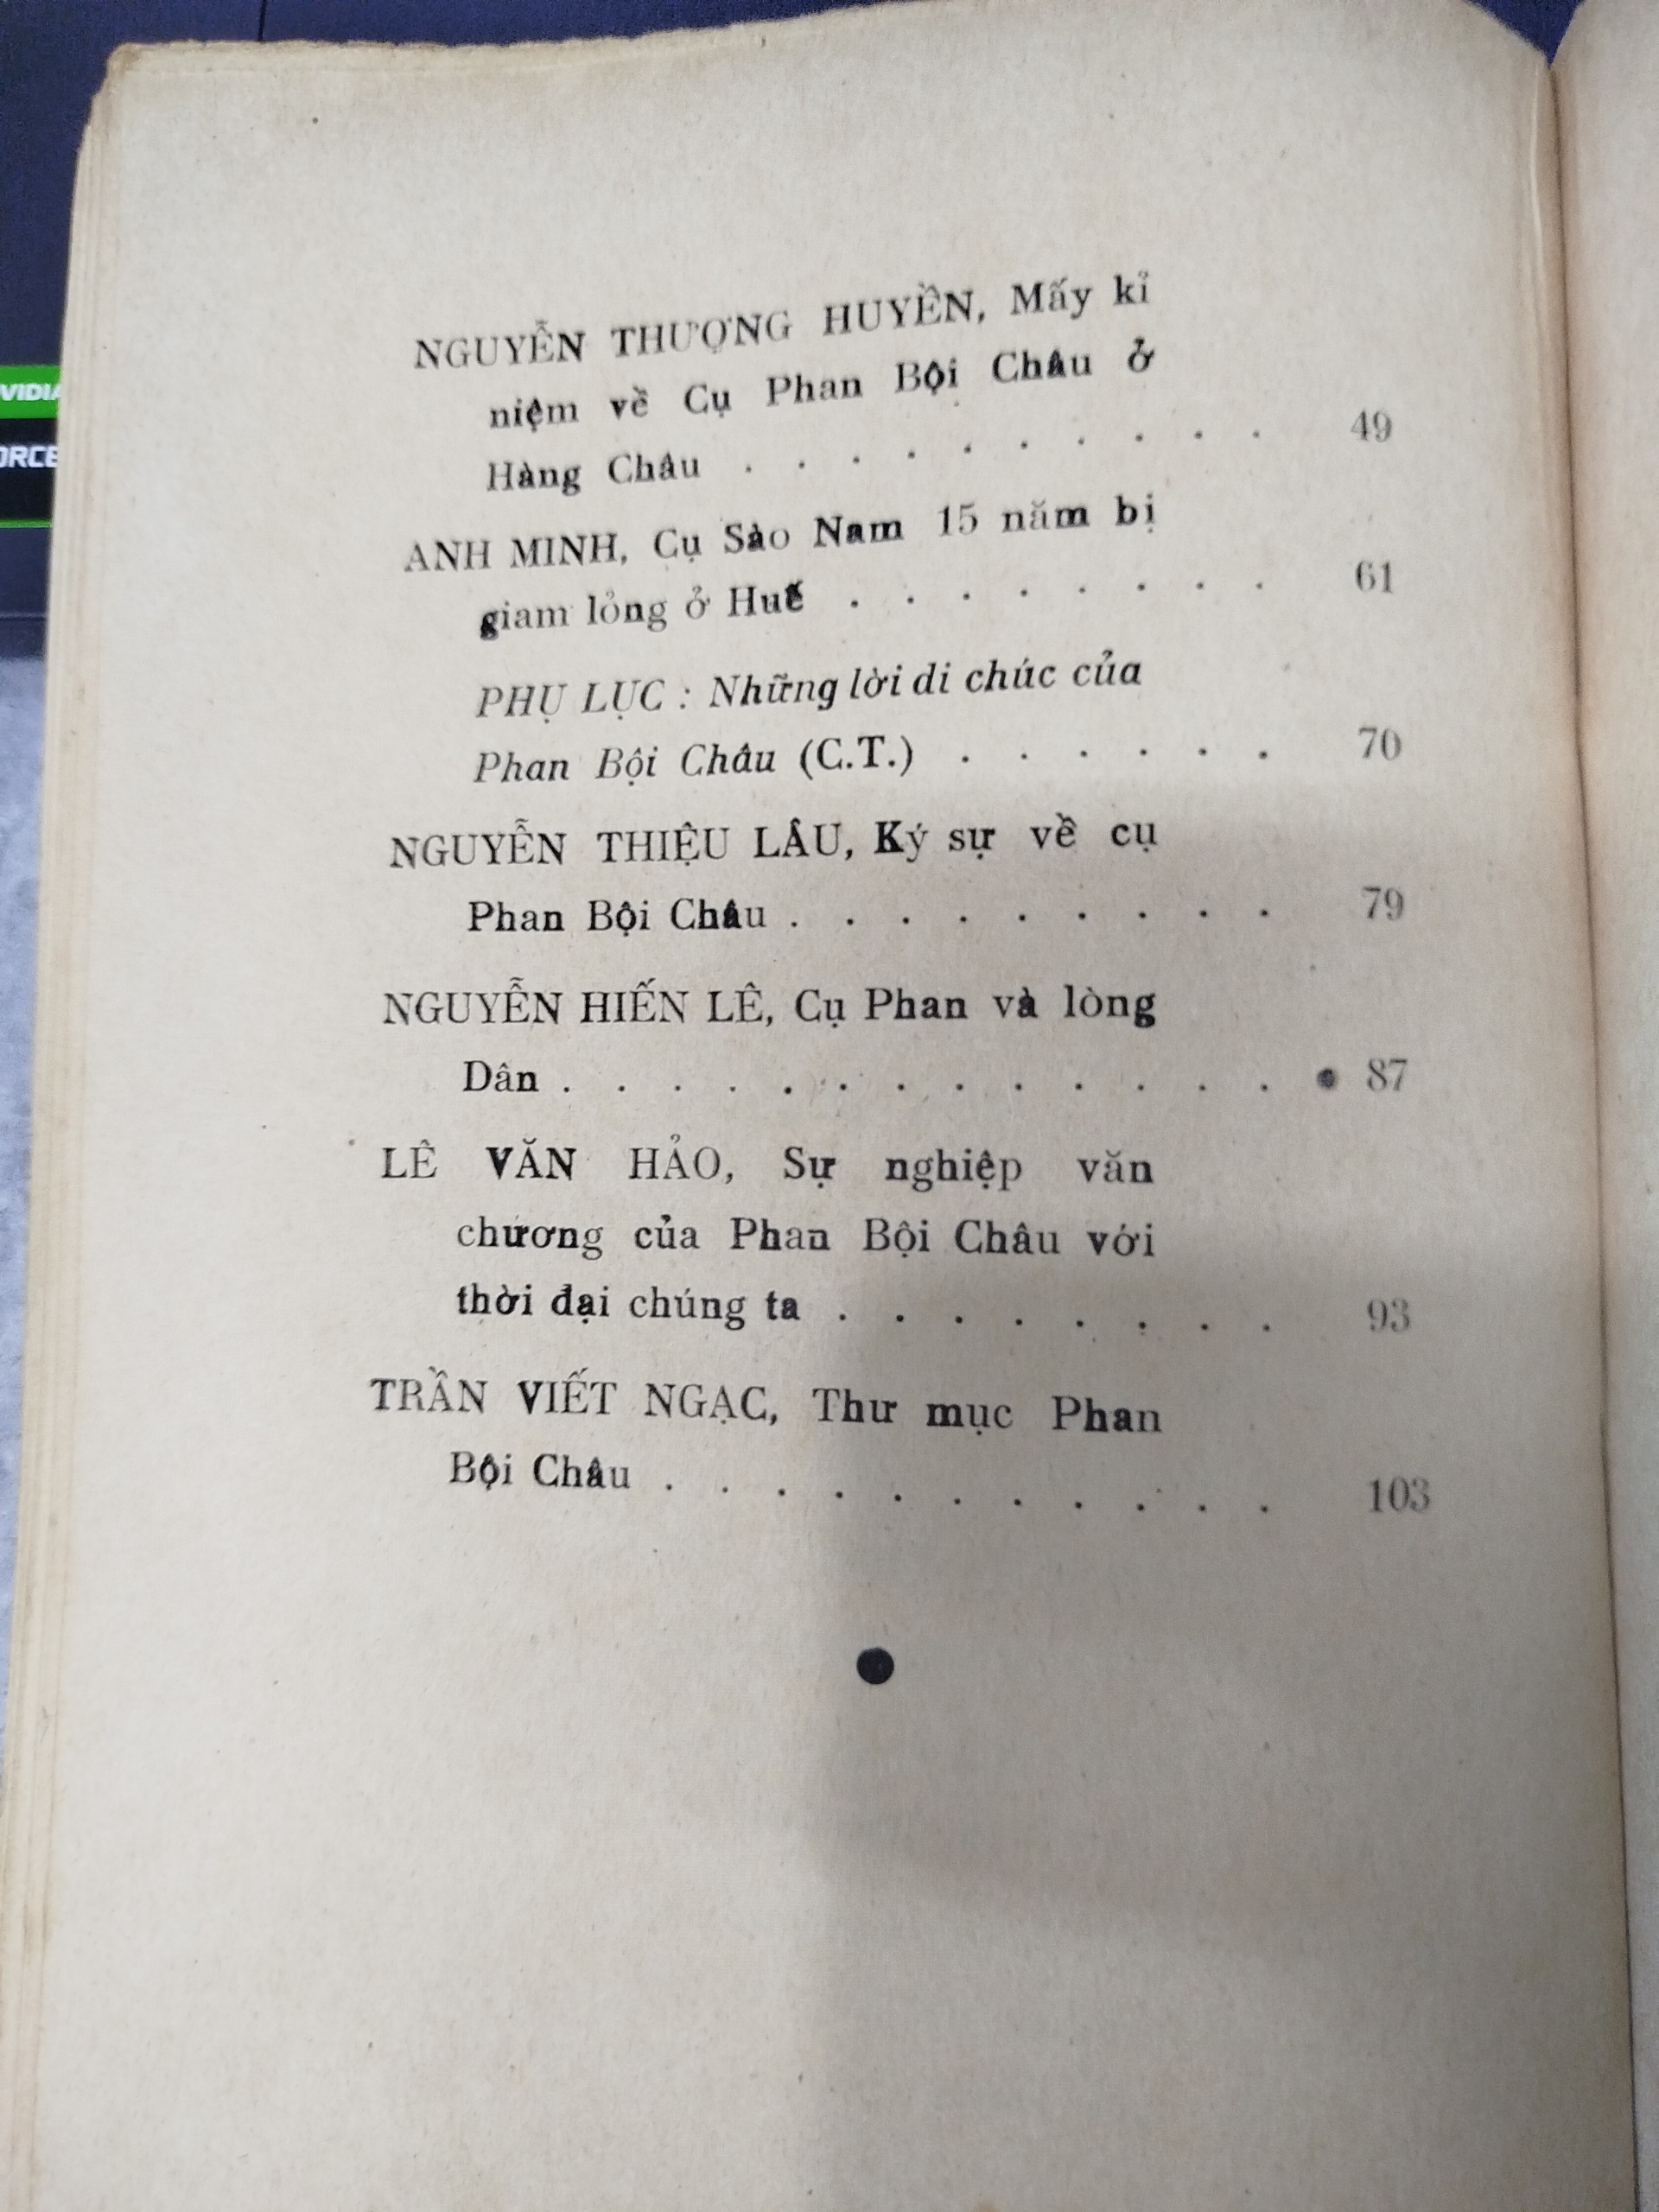 VIDIA
ORCE
NGUYỄN THƯỢNG HUYỀN, Mấy kỉ
niệm về Cụ Phan Bội Châu ở
Hàng Châu . . . . . . . . . . 49
ANH MINH, Cụ Sào Nam 15 năm bị
giam lỏng ở Huế . . . . . . . . 61
PHỤ LỤC : Những lời di chúc của
Phan Bội Châu (C.T.) . . . . . . 70
NGUYỄN THIỆU LÂU, Ký sự về cụ
Phan Bội Châu . . . . . . . . . 79
NGUYỄN HIẾN LÊ, Cụ Phan và lòng
Dân . . . . . . . . . . . . . . 87
LÊ VĂN HẢO, Sự nghiệp văn
chương của Phan Bội Châu với
thời đại chúng ta . . . . . . . . 93
TRẦN VIẾT NGẠC, Thư mục Phan
Bội Châu . . . . . . . . . . . 103